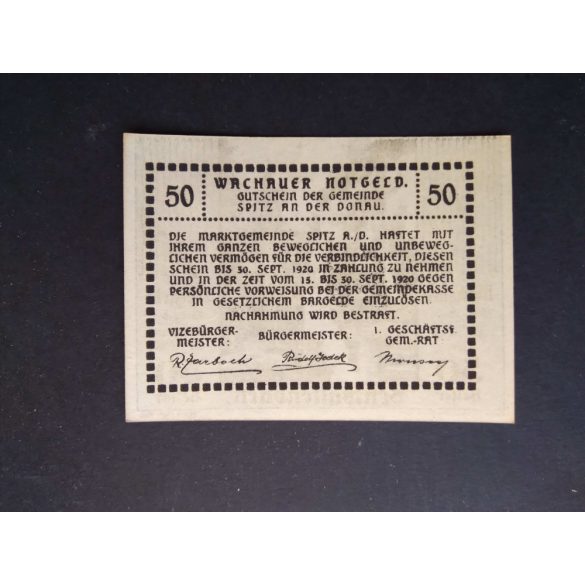 50 WACHAUER NOTGELD. 50
GUTSCHEIN DER GEMEINDE
SPITZ AN DER DONAU.
DIE MARKTGEMEINDE SPITZ A./D. HAFTET MIT
IHREM GANZEN BEWEGLICHEN UND UNBEWEG-
LICHEN VERMÖGEN FÜR DIE VERBINDLICHKEIT, DIESEN
SCHEIN BIS 30. SEPT. 1920 IN ZAHLUNG ZU NEHMEN
UND IN DER ZEIT VOM 15. BIS 30. SEPT. 1920 GEGEN
PERSÖNLICHE VORWEISUNG BEI DER GEMEINDEKASSE
IN GESETZLICHEM BARGELDE EINZULÖSEN.
NACHAHMUNG WIRD BESTRAFT.
VIZEBÜRGER-
MEISTER:
BÜRGERMEISTER:
1. GESCHÄFTSF.
GEM.-RAT